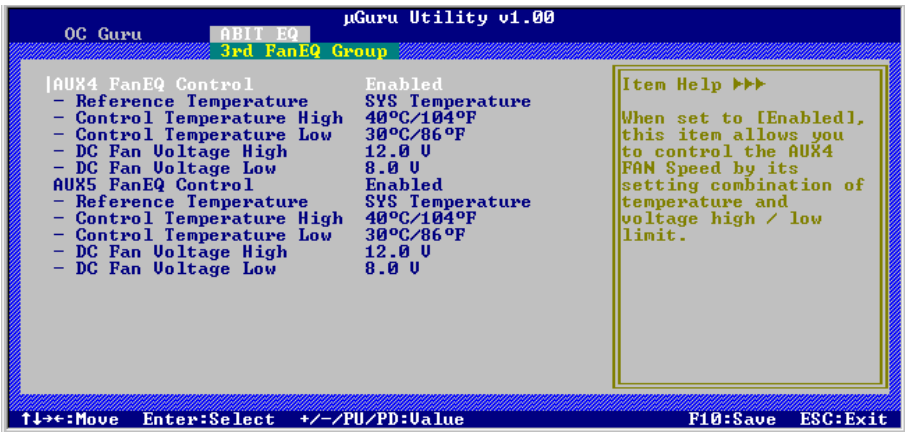 µGuru Utility v1.00
OC Guru ABIT EQ
3rd FanEQ Group
AUX4 FanEQ Control Enabled
- Reference Temperature SYS Temperature
- Control Temperature High 40ºC/104ºF
- Control Temperature Low 30ºC/86ºF
- DC Fan Voltage High 12.0 V
- DC Fan Voltage Low 8.0 V
AUX5 FanEQ Control Enabled
- Reference Temperature SYS Temperature
- Control Temperature High 40ºC/104ºF
- Control Temperature Low 30ºC/86ºF
- DC Fan Voltage High 12.0 V
- DC Fan Voltage Low 8.0 V
Item Help ▶▶▶
When set to [Enabled],
this item allows you
to control the AUX4
FAN Speed by its
setting combination of
temperature and
voltage high / low
limit.
↑↓→←:Move Enter:Select +/-/PU/PD:Value F10:Save ESC:Exit